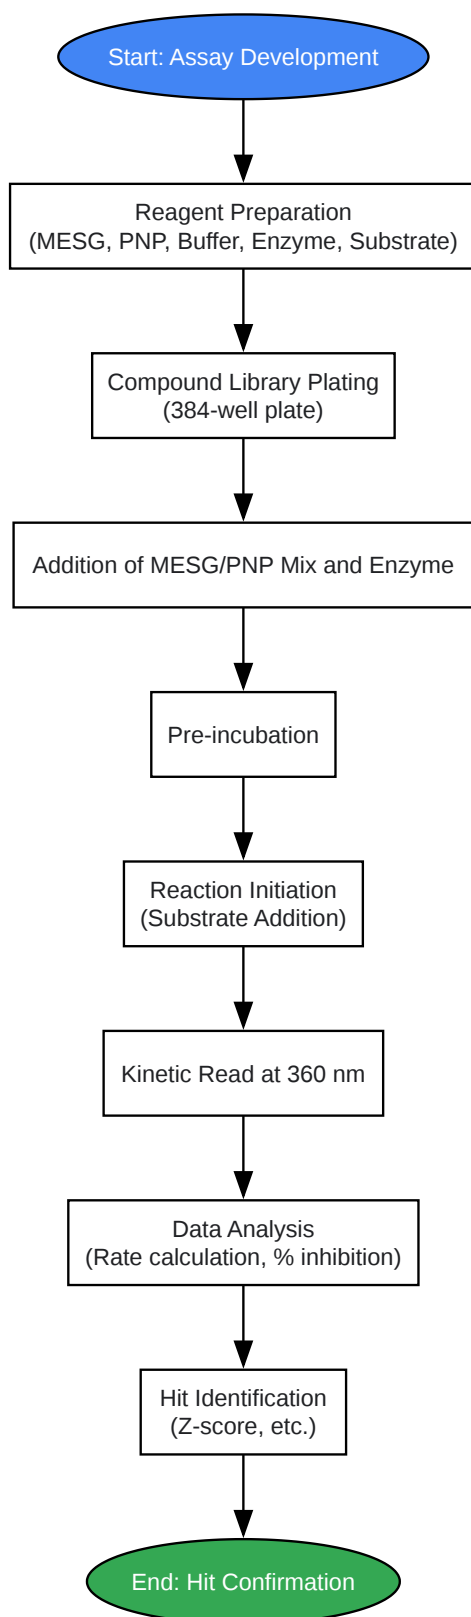 Start: Assay Development
Reagent Preparation
(MESG, PNP, Buffer, Enzyme, Substrate)
Compound Library Plating
(384-well plate)
Addition of MESG/PNP Mix and Enzyme
Pre-incubation
Reaction Initiation
(Substrate Addition)
Kinetic Read at 360 nm
Data Analysis
(Rate calculation, % inhibition)
Hit Identification
(Z-score, etc.)
End: Hit Confirmation